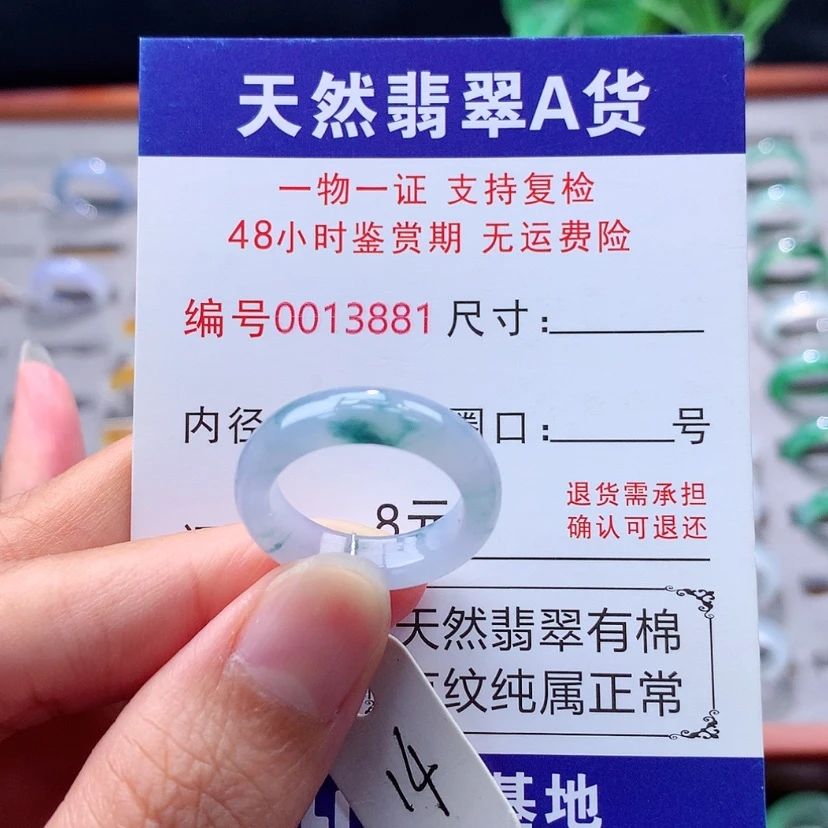 天然翡翠A货
一物一证 支持复检
48小时鉴赏期 无运费险
编号0013881 尺寸:
内径 圈口: 号
8元
退货需承担
确认可退还
天然翡翠有棉
纹纯属正常
基地
14